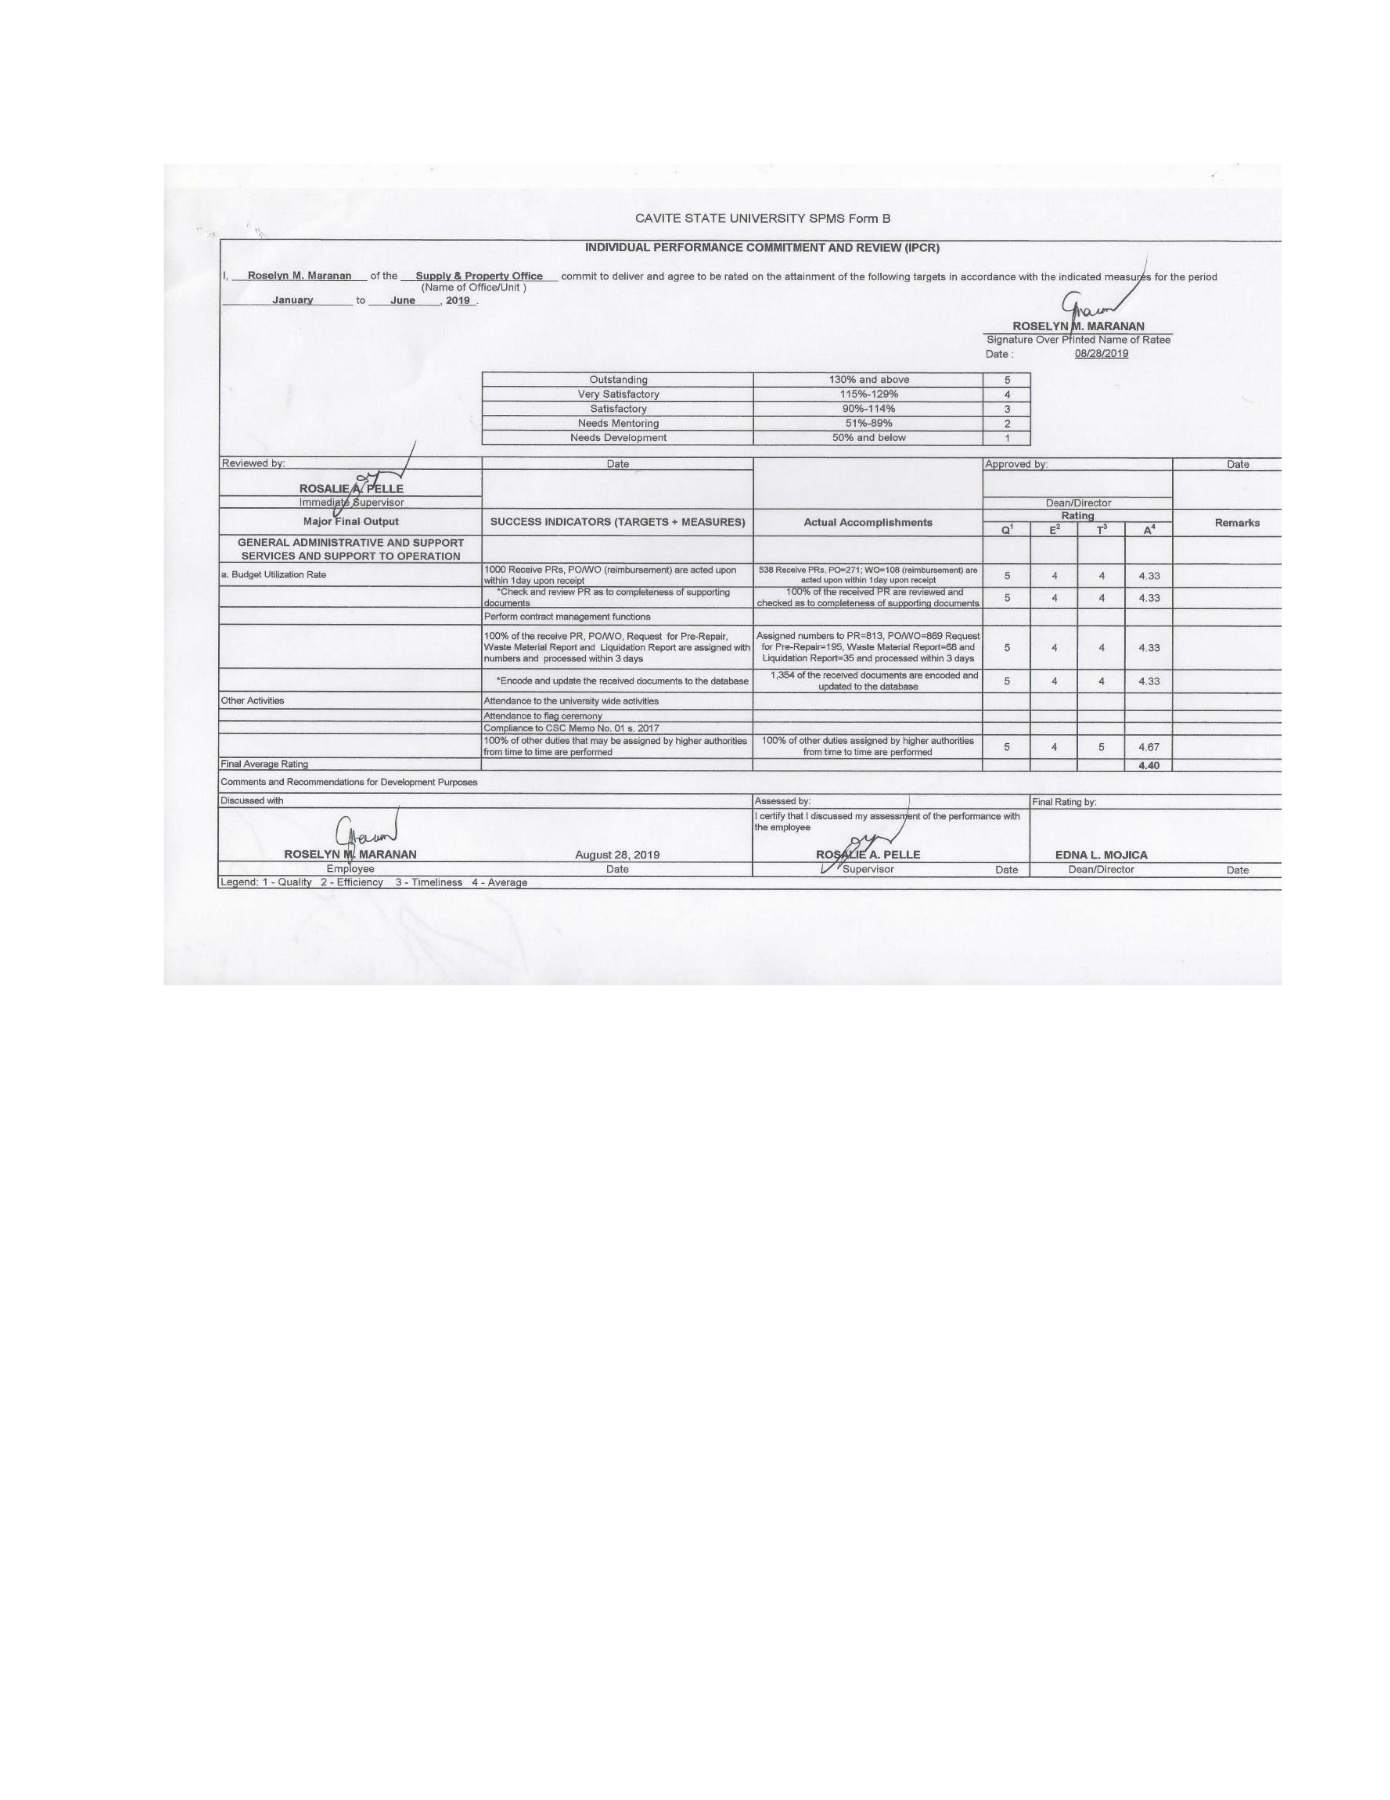 CAVITE STATE UNIVERSITY SPMS Form B
INDIVIDUAL PERFORMANCE COMMITMENT AND REVIEW (IPCR)
I, Roselyn M. Maranan of the Supply & Property Office commit to deliver and agree to be rated on the attainment of the following targets in accordance with the indicated measures for the period
(Name of Office/Unit )
January to June , 2019 .
ROSELYN M. MARANAN
Signature Over Printed Name of Ratee
Date : 08/28/2019
Outstanding 130% and above 5
Very Satisfactory 115%-129% 4
Satisfactory 90%-114% 3
Needs Mentoring 51%-89% 2
Needs Development 50% and below 1
Reviewed by: Date Approved by: Date
ROSALIE A. PELLE
Immediate Supervisor Dean/Director
Major Final Output SUCCESS INDICATORS (TARGETS + MEASURES) Actual Accomplishments Rating Remarks
Q1 E2 T3 A4
GENERAL ADMINISTRATIVE AND SUPPORT
SERVICES AND SUPPORT TO OPERATION
a. Budget Utilization Rate
1000 Receive PRs, PO/WO (reimbursement) are acted upon
within 1day upon receipt
538 Receive PRs, PO=271; WO=108 (reimbursement) are
acted upon within 1day upon receipt
5 4 4 4.33
*Check and review PR as to completeness of supporting
documents
100% of the received PR are reviewed and
checked as to completeness of supporting documents
5 4 4 4.33
Perform contract management functions
100% of the receive PR, PO/WO, Request for Pre-Repair,
Waste Material Report and Liquidation Report are assigned with
numbers and processed within 3 days
Assigned numbers to PR=813, PO/WO=869 Request
for Pre-Repair=195, Waste Material Report=68 and
Liquidation Report=35 and processed within 3 days
5 4 4 4.33
*Encode and update the received documents to the database
1,354 of the received documents are encoded and
updated to the database
5 4 4 4.33
Other Activities Attendance to the university wide activities
Attendance to flag ceremony
Compliance to CSC Memo No. 01 s. 2017
100% of other duties that may be assigned by higher authorities
from time to time are performed
100% of other duties assigned by higher authorities
from time to time are performed
5 4 5 4.67
Final Average Rating 4.40
Comments and Recommendations for Development Purposes
Discussed with Assessed by: Final Rating by:
I certify that I discussed my assessment of the performance with
the employee
ROSELYN M. MARANAN August 28, 2019 ROSALIE A. PELLE EDNA L. MOJICA
Employee Date Supervisor Date Dean/Director Date
Legend: 1 - Quality 2 - Efficiency 3 - Timeliness 4 - Average